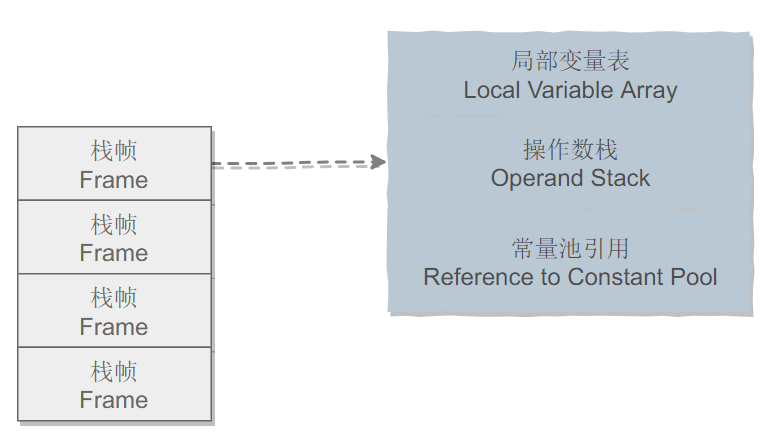 栈帧
Frame
栈帧
Frame
栈帧
Frame
栈帧
Frame
局部变量表
Local Variable Array
操作数栈
Operand Stack
常量池引用
Reference to Constant Pool